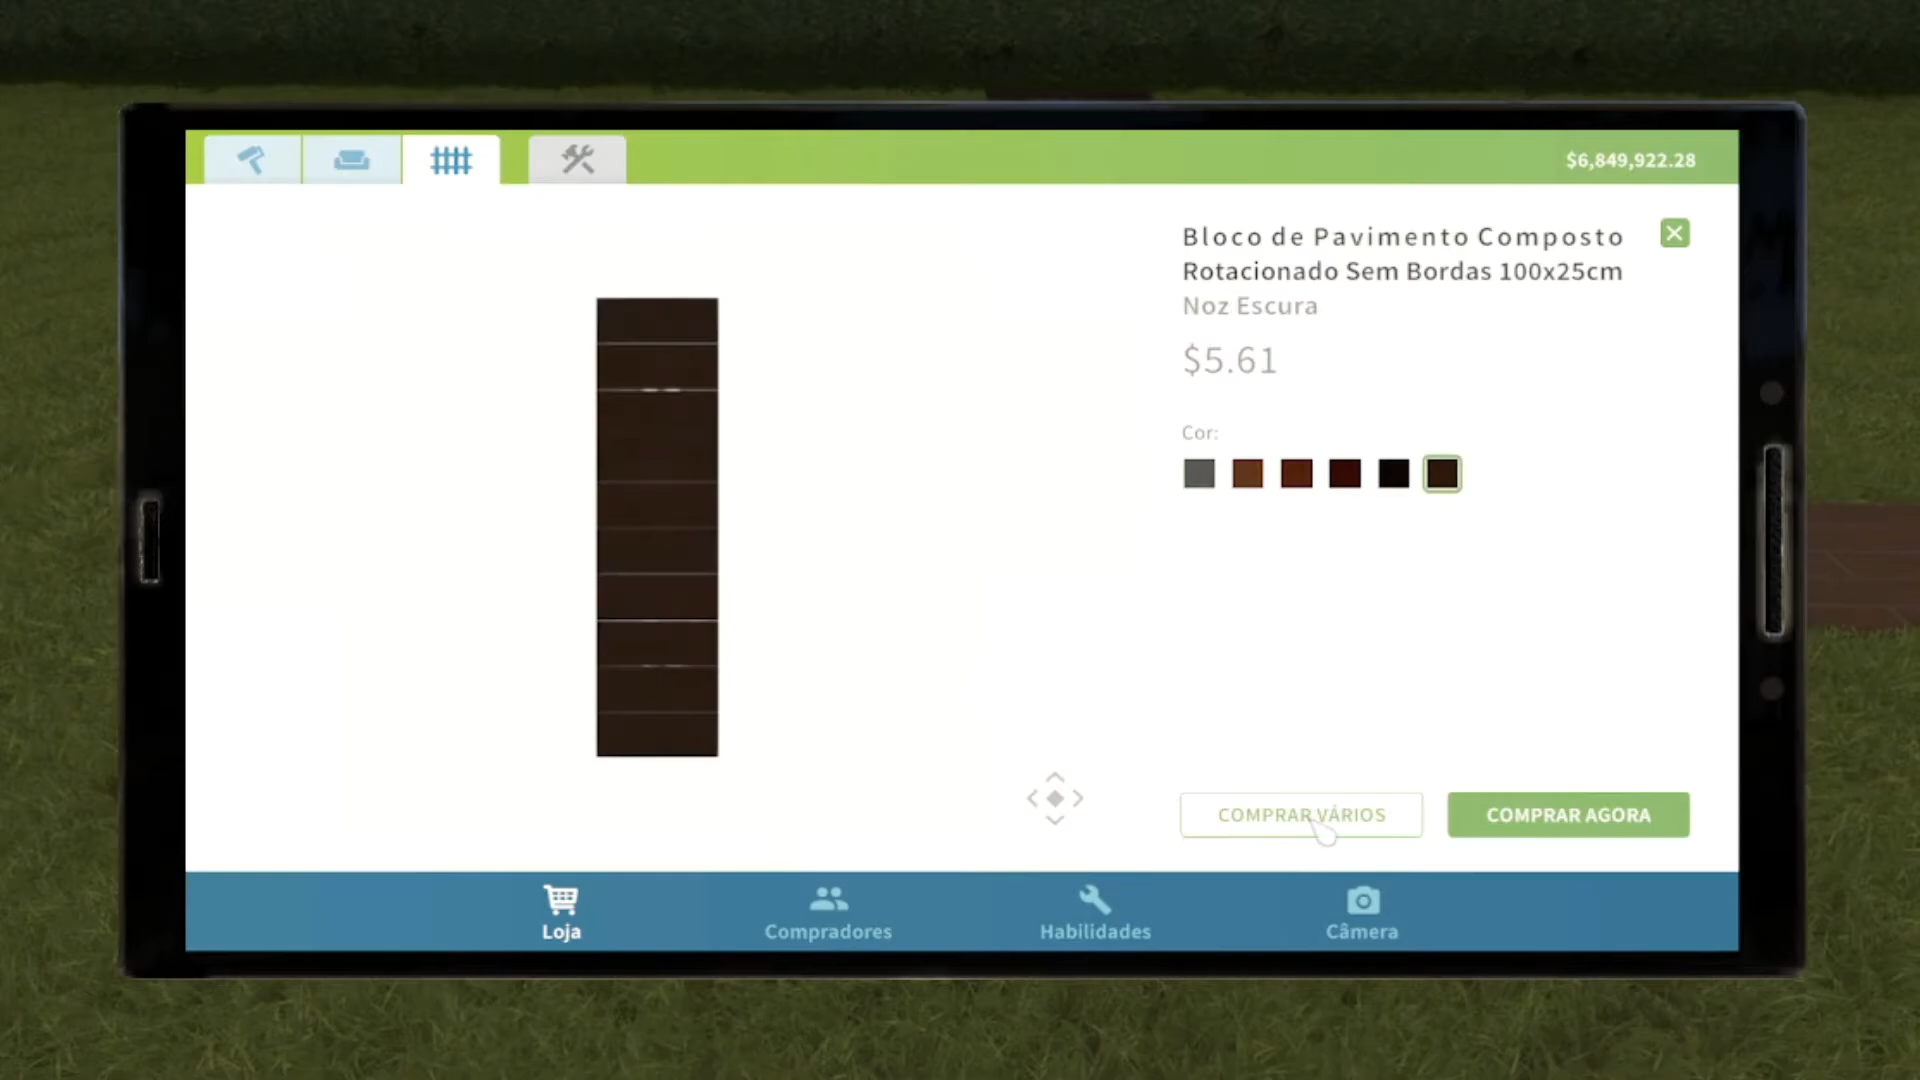 $6,849,922.28
Bloco de Pavimento Composto
Rotacionado Sem Bordas 100x25cm
Noz Escura
$5.61
Cor:
COMPRAR VÁRIOS
COMPRAR AGORA
Loja
Compradores
Habilidades
Câmera